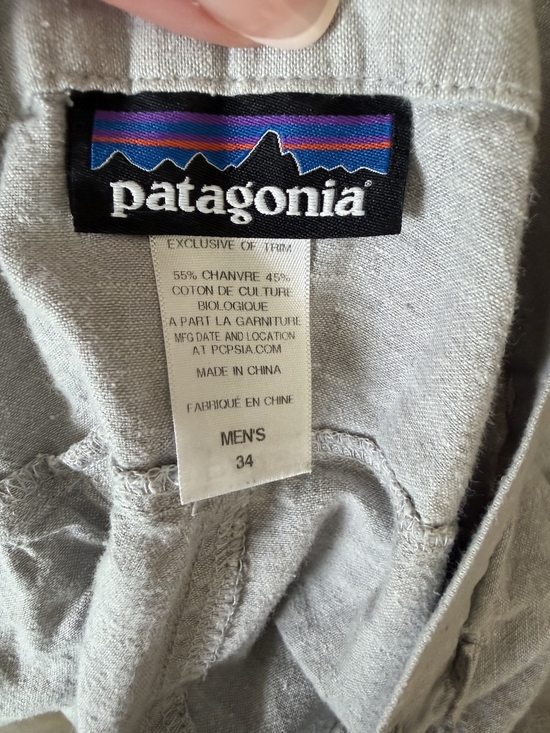 patagonia®
EXCLUSIVE OF TRIM
55% CHANVRE 45%
COTON DE CULTURE
BIOLOGIQUE
A PART LA GARNITURE
MFG DATE AND LOCATION
AT PCPSIA.COM
MADE IN CHINA
FABRIQUÉ EN CHINE
MEN'S
34